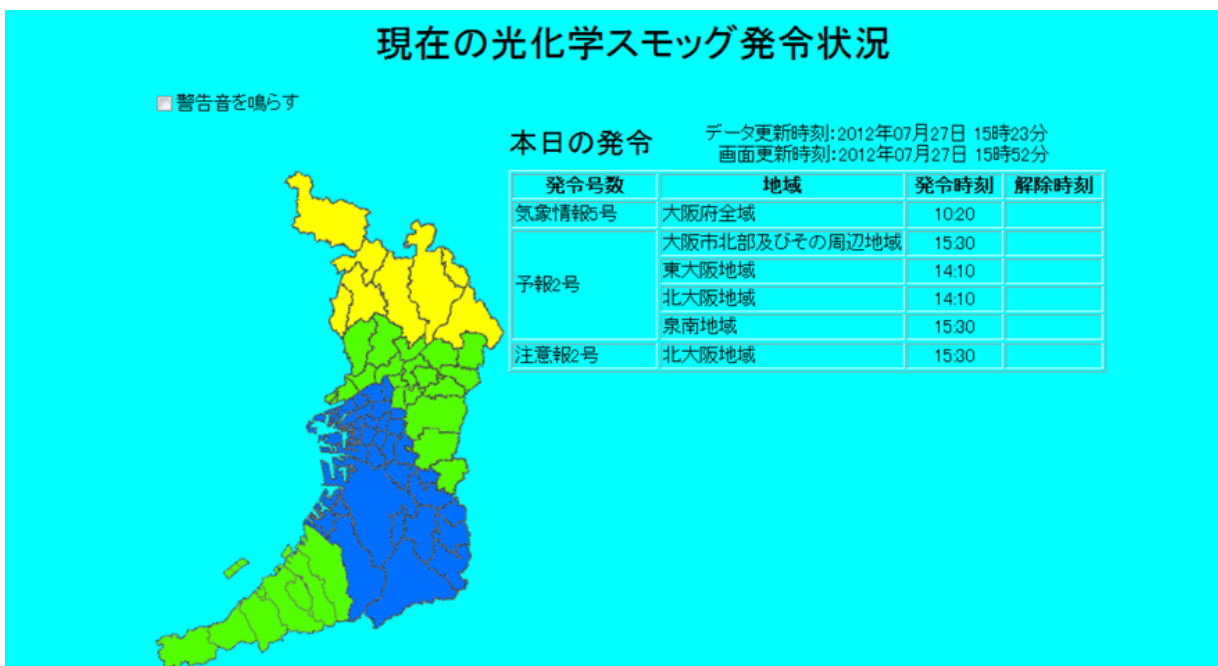 現在の光化学スモッグ発令状況
警告音を鳴らす
本日の発令
データ更新時刻:2012年07月27日 15時23分
画面更新時刻:2012年07月27日 15時52分
発令号数 地域 発令時刻 解除時刻
気象情報5号 大阪府全域 10:20
予報2号 大阪市北部及びその周辺地域 15:30
東大阪地域 14:10
北大阪地域 14:10
泉南地域 15:30
注意報2号 北大阪地域 15:30